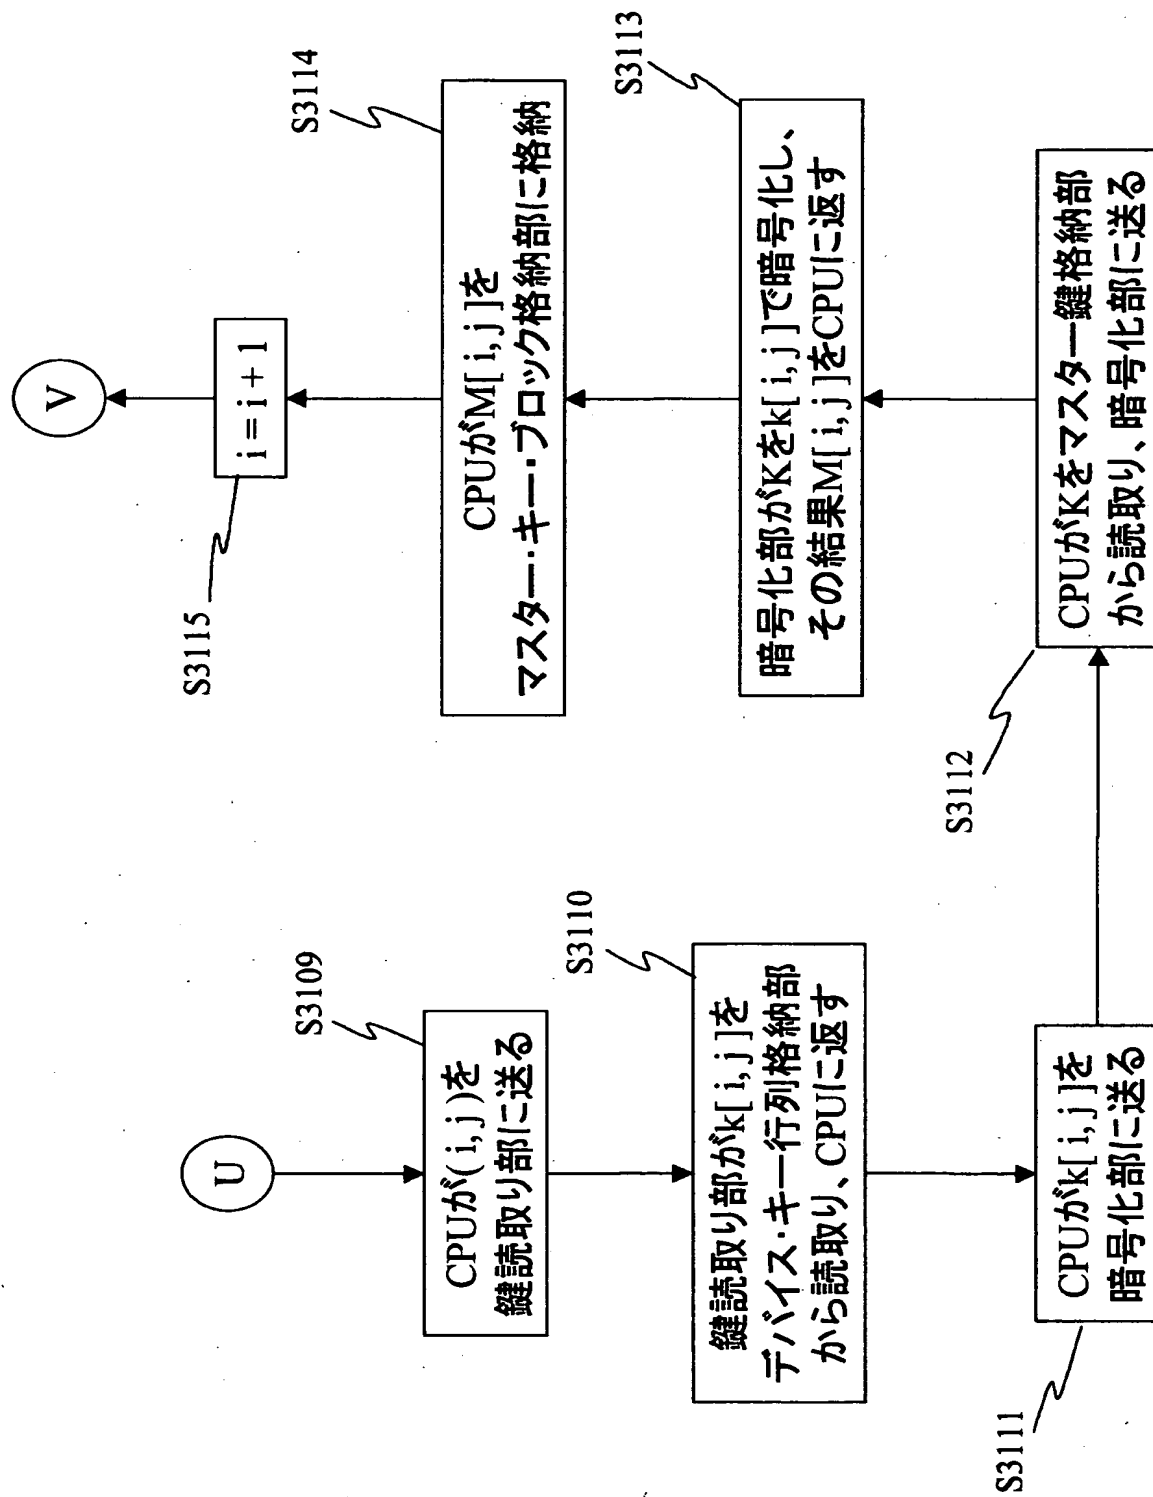 U
S3109
CPUが(i,j)を
鍵読取り部に送る
S3110
鍵読取り部がk[i,j]を
デバイス・キー行列格納部
から読取り、CPUに返す
S3111
CPUがk[i,j]を
暗号化部に送る
S3112
CPUがKをマスター鍵格納部
から読取り、暗号化部に送る
S3113
暗号化部がKをk[i,j]で暗号化し、
その結果M[i,j]をCPUに返す
S3114
CPUがM[i,j]を
マスター・キー・ブロック格納部に格納
S3115
i=i+1
V